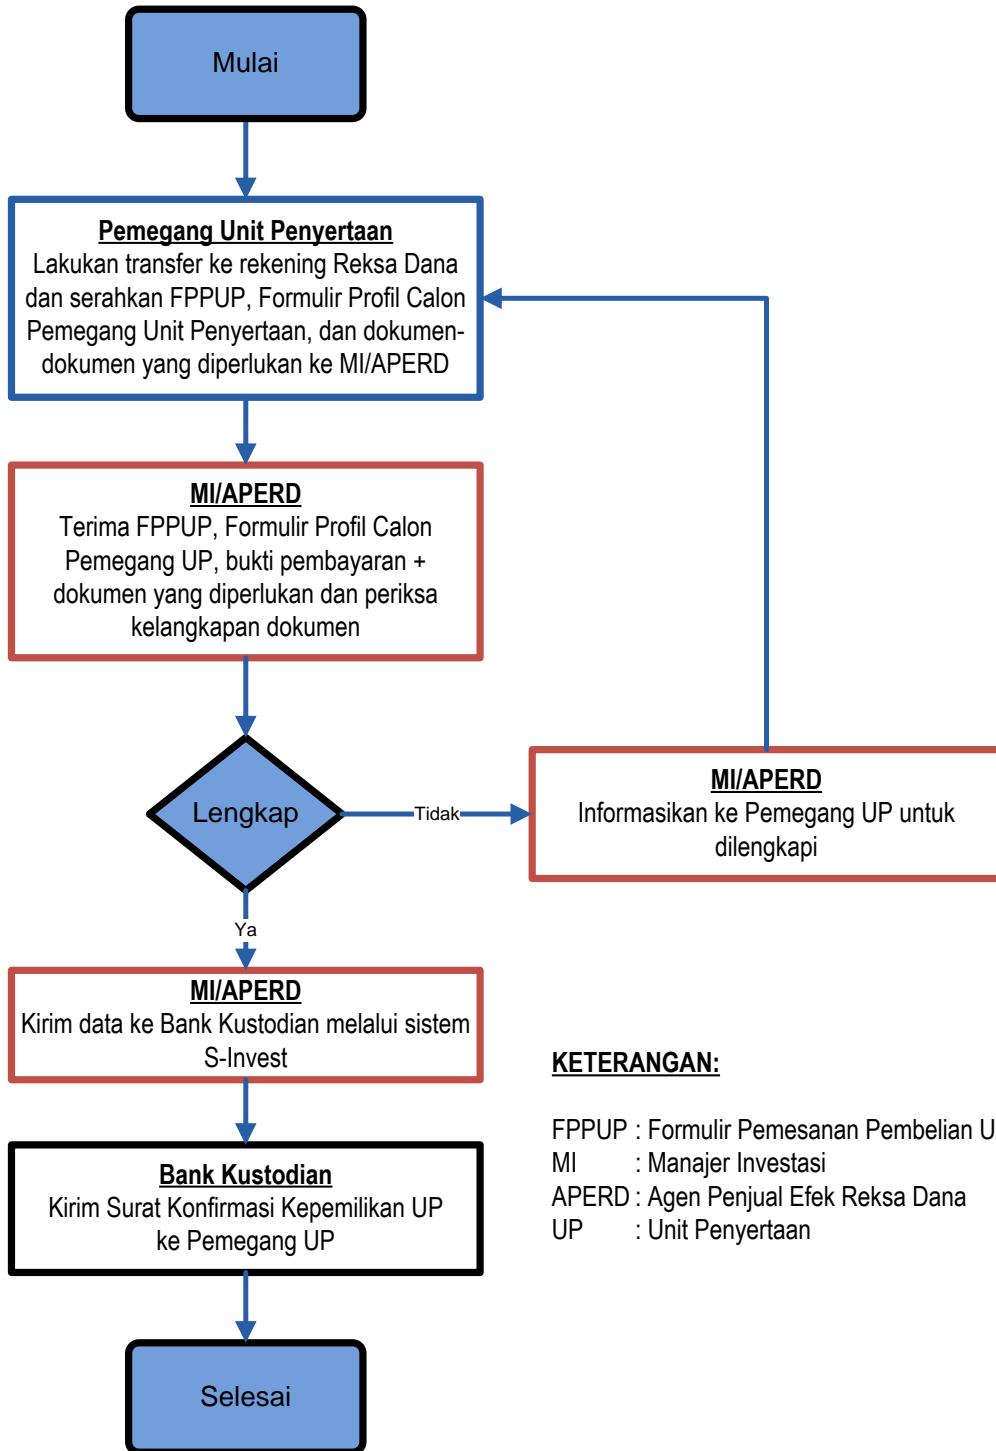 Mulai
Pemegang Unit Penyertaan
Lakukan transfer ke rekening Reksa Dana
dan serahkan FPPUP, Formulir Profil Calon
Pemegang Unit Penyertaan, dan dokumen-
dokumen yang diperlukan ke MI/APERD
MI/APERD
Terima FPPUP, Formulir Profil Calon
Pemegang UP, bukti pembayaran +
dokumen yang diperlukan dan periksa
kelangkapan dokumen
Lengkap
Tidak
MI/APERD
Informasikan ke Pemegang UP untuk
dilengkapi
Ya
MI/APERD
Kirim data ke Bank Kustodian melalui sistem
S-Invest
Bank Kustodian
Kirim Surat Konfirmasi Kepemilikan UP
ke Pemegang UP
Selesai
KETERANGAN:
FPPUP : Formulir Pemesanan Pembelian U
MI : Manajer Investasi
APERD : Agen Penjual Efek Reksa Dana
UP : Unit Penyertaan